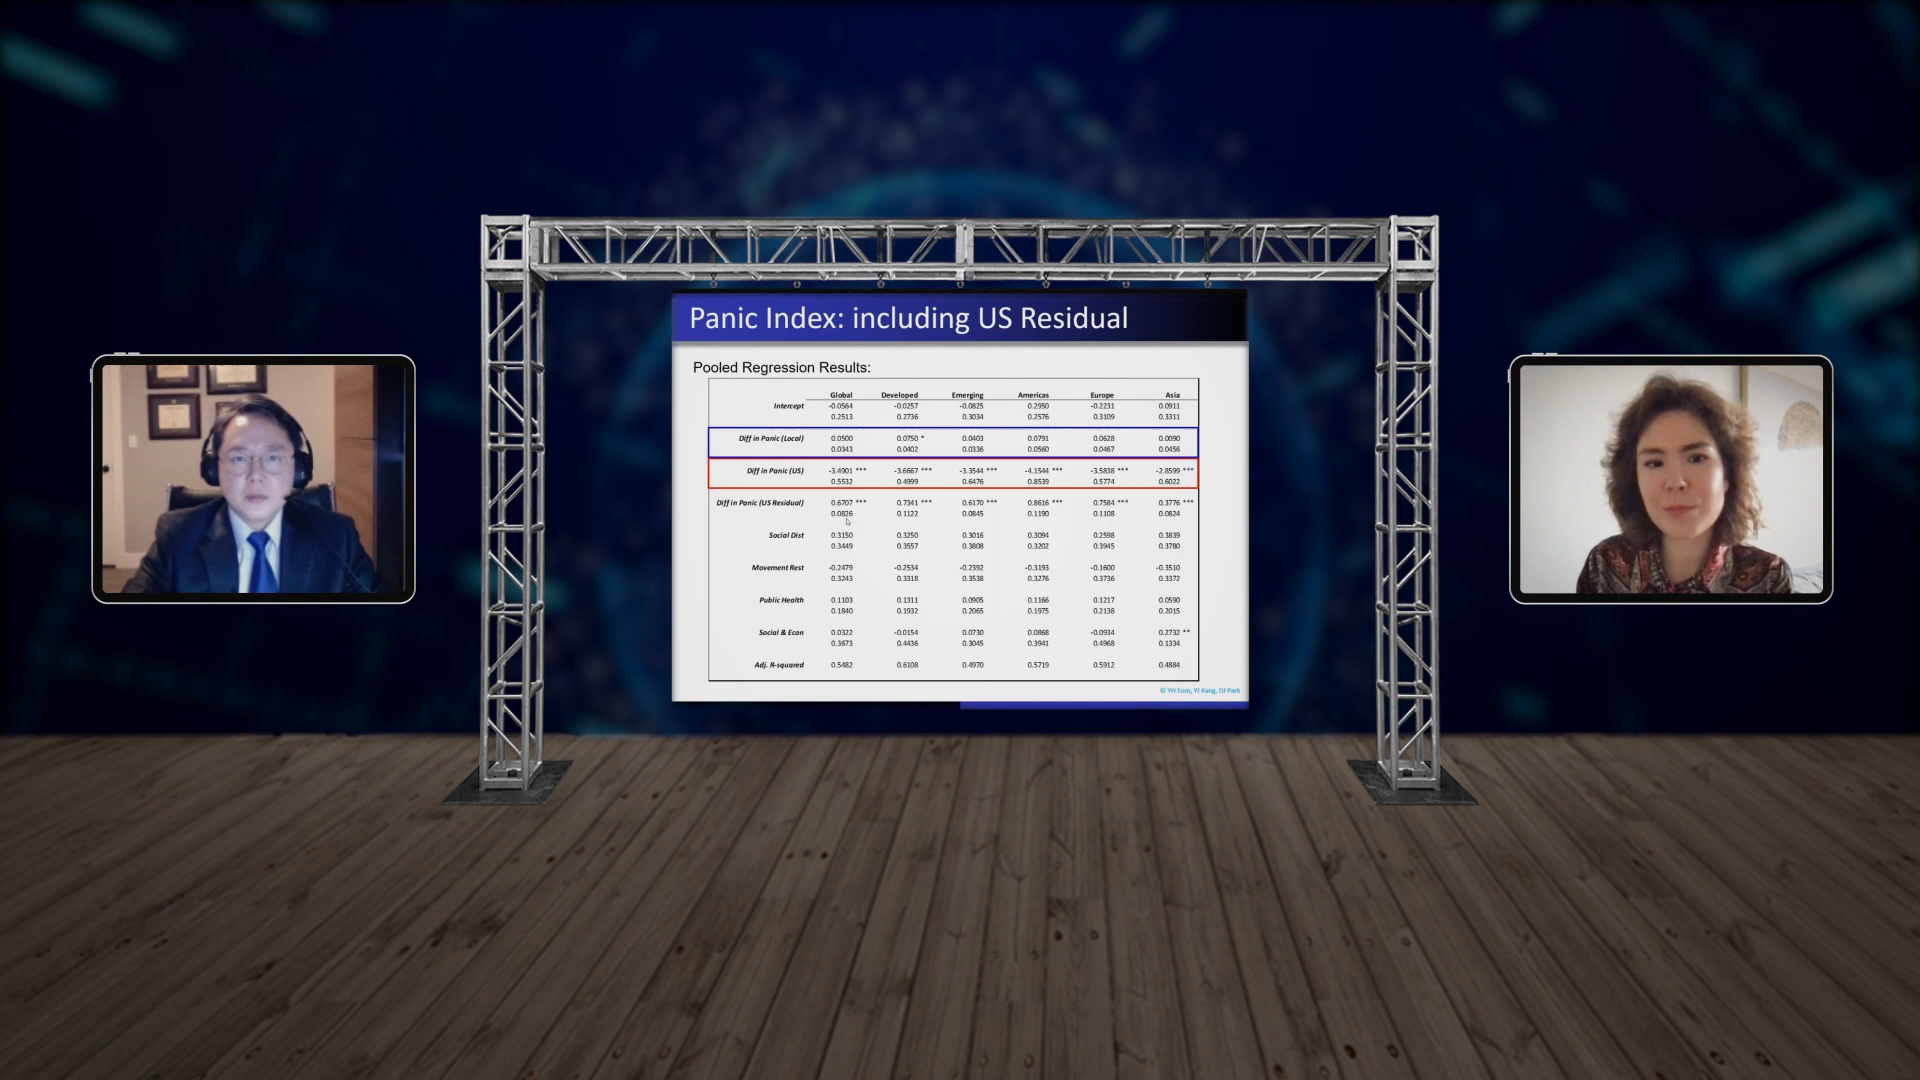 Panic Index: including US Residual
Pooled Regression Results:
Global Developed Emerging Americas Europe Asia
Intercept -0.0564 -0.0257 -0.0825 0.2950 -0.2231 0.0911
0.2513 0.2736 0.3034 0.2576 0.3109 0.3311
Diff in Panic (Local) 0.0500 0.0750 * 0.0403 0.0791 0.0628 0.0090
0.0343 0.0402 0.0336 0.0560 0.0467 0.0456
Diff in Panic (US) -3.4901 *** -3.6667 *** -3.3544 *** -4.1544 *** -3.5838 *** -2.8599 ***
0.5532 0.4999 0.6476 0.8539 0.5774 0.6022
Diff in Panic (US Residual) 0.6707 *** 0.7341 *** 0.6170 *** 0.8616 *** 0.7584 *** 0.3776 ***
0.0826 0.1122 0.0845 0.1190 0.1108 0.0824
Social Dist 0.3150 0.3250 0.3016 0.3094 0.2598 0.3839
0.3449 0.3557 0.3808 0.3202 0.3945 0.3780
Movement Rest -0.2479 -0.2534 -0.2392 -0.3193 -0.1600 -0.3510
0.3243 0.3318 0.3538 0.3276 0.3736 0.3372
Public Health 0.1103 0.1311 0.0905 0.1166 0.1217 0.0590
0.1840 0.1932 0.2065 0.1975 0.2138 0.2015
Social & Econ 0.0322 -0.0154 0.0730 0.0868 -0.0934 0.2732 **
0.3673 0.4436 0.3045 0.3941 0.4968 0.1334
Adj. R-squared 0.5482 0.6108 0.4970 0.5719 0.5912 0.4884
© YH Eom, YJ Kang, DJ Park